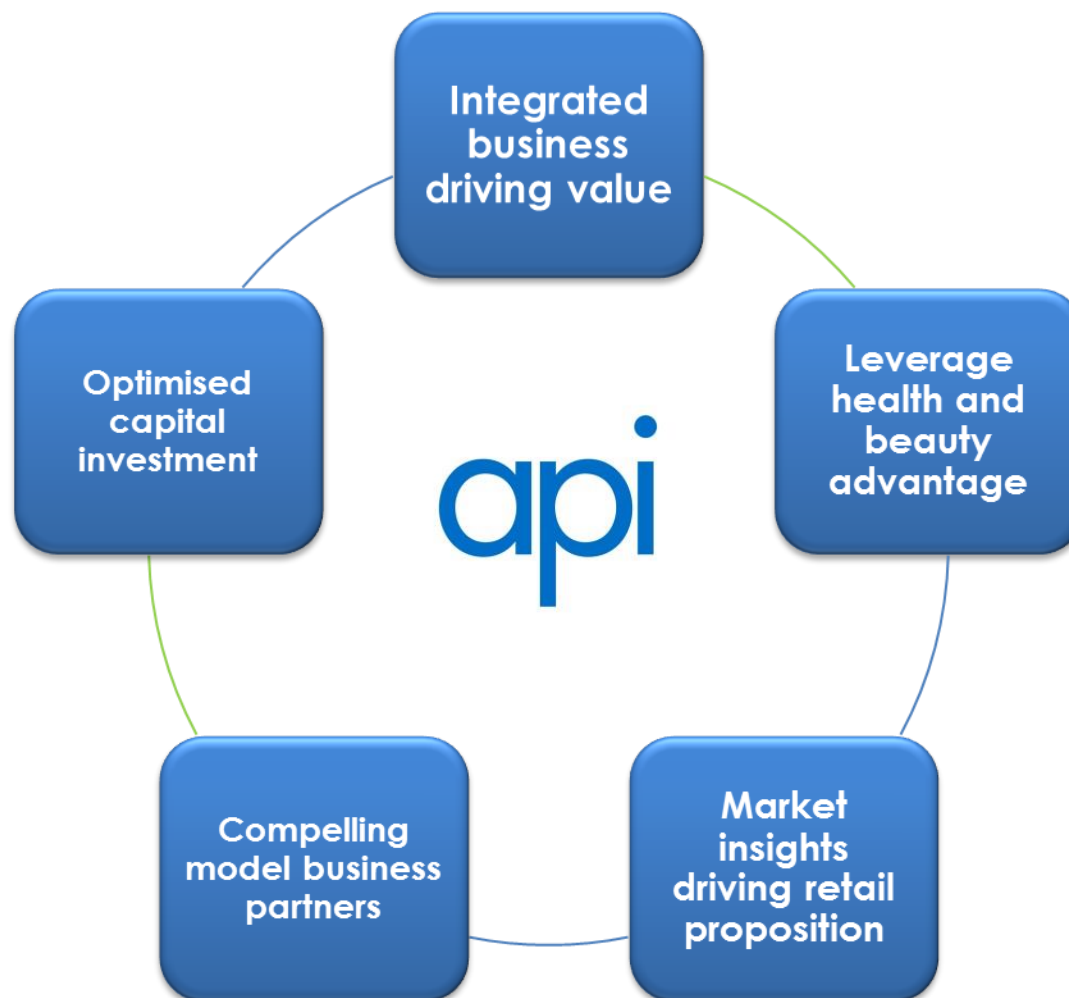 Integrated
business
driving value
Leverage
health and
beauty
advantage
Optimised
capital
investment
api
Market
insights
driving retail
proposition
Compelling
model business
partners